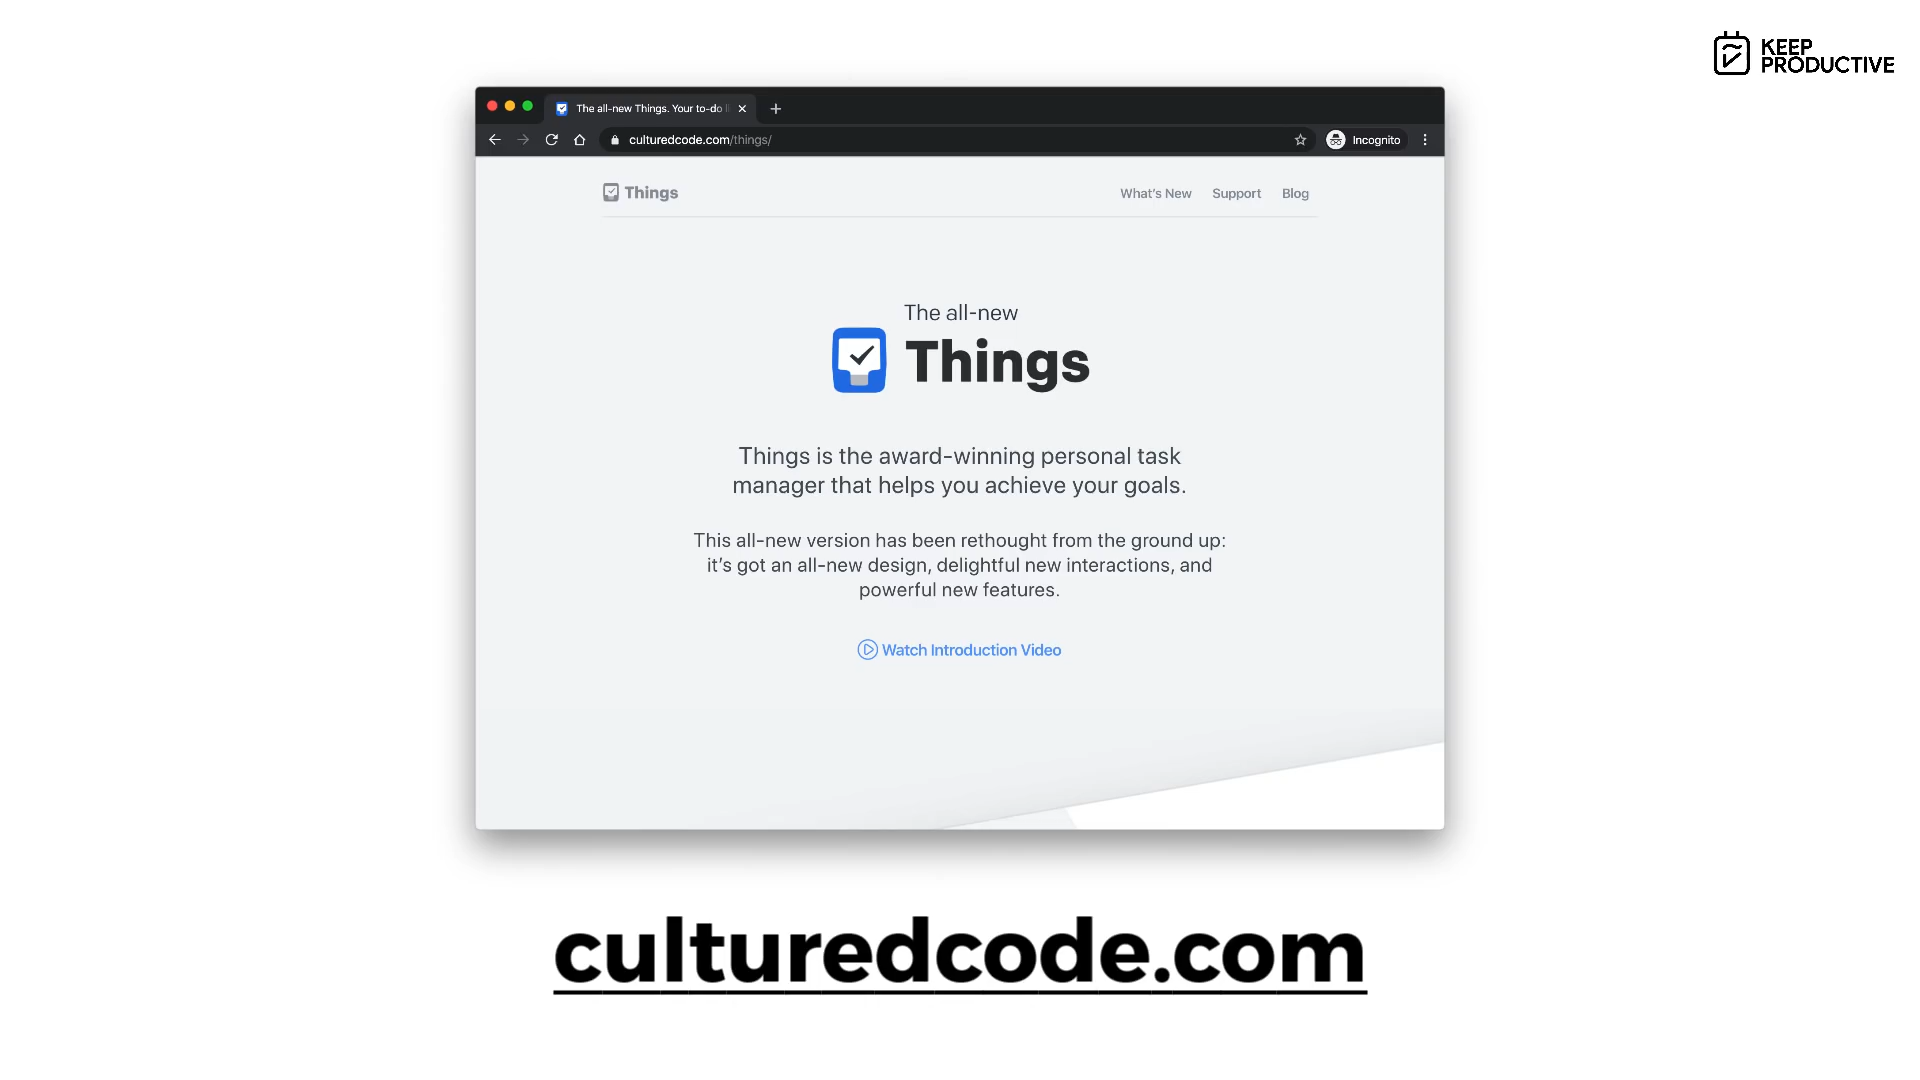 KEEP
PRODUCTIVE
The all-new Things. Your to-do
culturedcode.com/things/
Incognito
Things
What's New
Support
Blog
The all-new
Things
Things is the award-winning personal task
manager that helps you achieve your goals.
This all-new version has been rethought from the ground up:
it's got an all-new design, delightful new interactions, and
powerful new features.
Watch Introduction Video
culturedcode.com